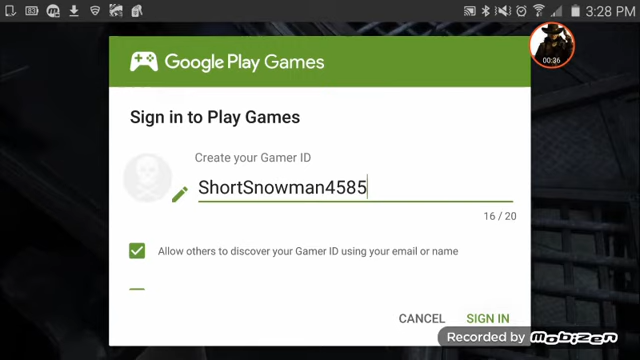 3:28 PM
Google Play Games
00:36
Sign in to Play Games
Create your Gamer ID
ShortSnowman4585
16 / 20
Allow others to discover your Gamer ID using your email or name
CANCEL SIGN IN
Recorded by mobizen